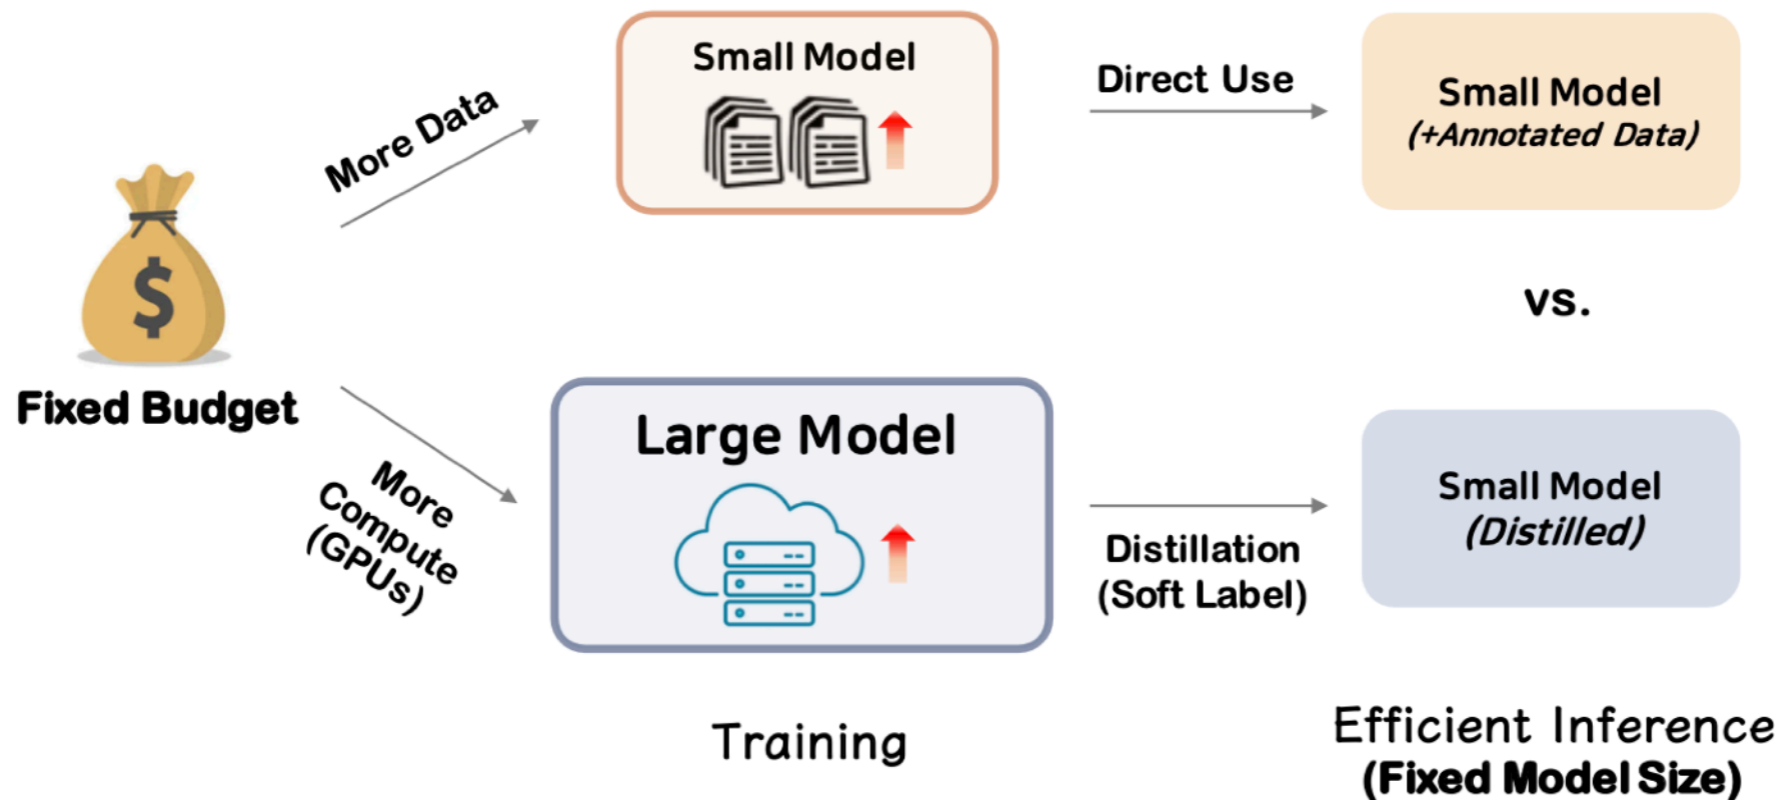 Fixed Budget
$
More Data
More
Compute
(GPUs)
Small Model
Large Model
Training
Direct Use
Distillation
(Soft Label)
Small Model
(+Annotated Data)
vs.
Small Model
(Distilled)
Efficient Inference
(Fixed Model Size)